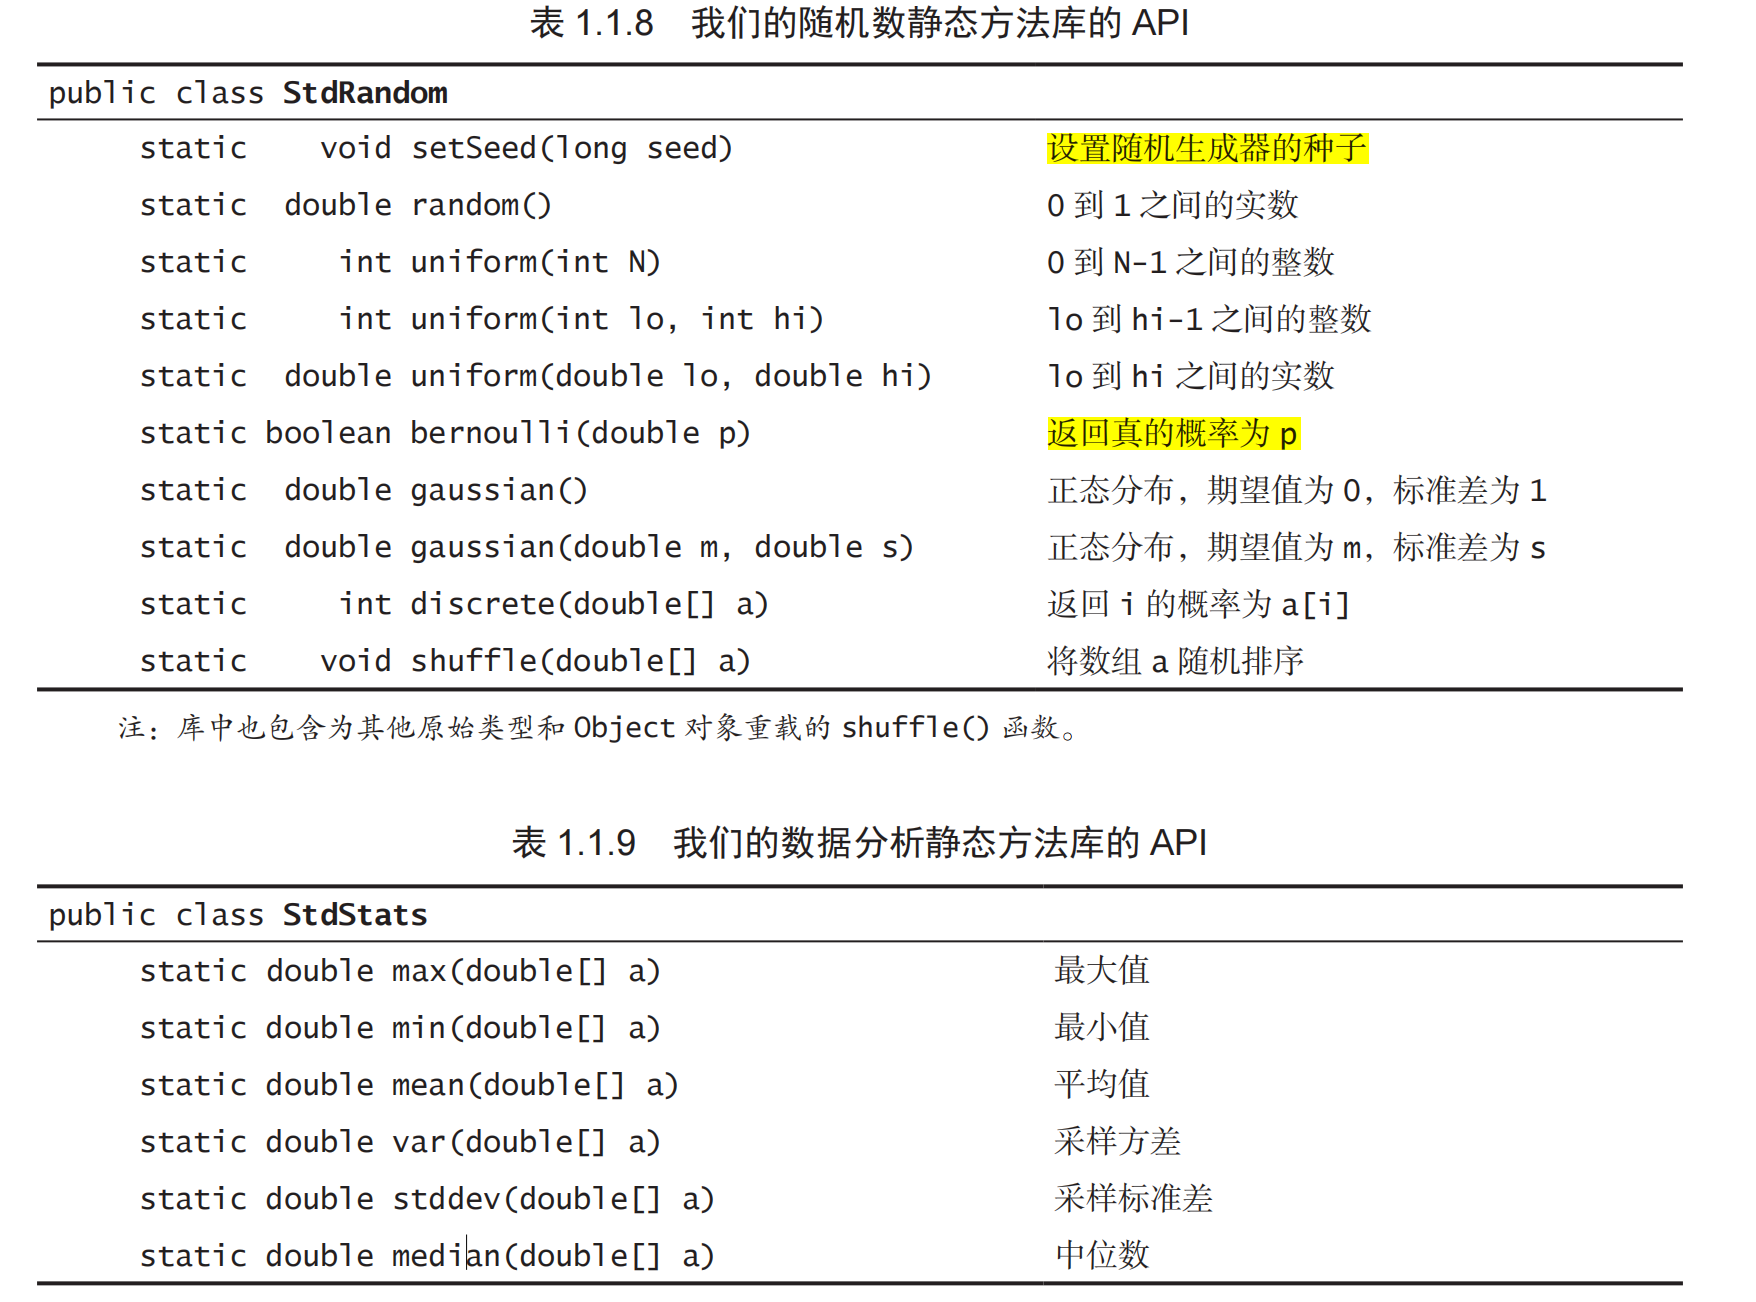 表 1.1.8 我们的随机数静态方法库的 API
public class StdRandom
static void setSeed(long seed) 设置随机生成器的种子
static double random() 0 到 1 之间的实数
static int uniform(int N) 0 到 N-1 之间的整数
static int uniform(int lo, int hi) lo 到 hi-1 之间的整数
static double uniform(double lo, double hi) lo 到 hi 之间的实数
static boolean bernoulli(double p) 返回真的概率为 p
static double gaussian() 正态分布，期望值为 0，标准差为 1
static double gaussian(double m, double s) 正态分布，期望值为 m，标准差为 s
static int discrete(double[] a) 返回 i 的概率为 a[i]
static void shuffle(double[] a) 将数组 a 随机排序
注：库中也包含为其他原始类型和 Object 对象重载的 shuffle() 函数。
表 1.1.9 我们的数据分析静态方法库的 API
public class StdStats
static double max(double[] a) 最大值
static double min(double[] a) 最小值
static double mean(double[] a) 平均值
static double var(double[] a) 采样方差
static double stddev(double[] a) 采样标准差
static double median(double[] a) 中位数